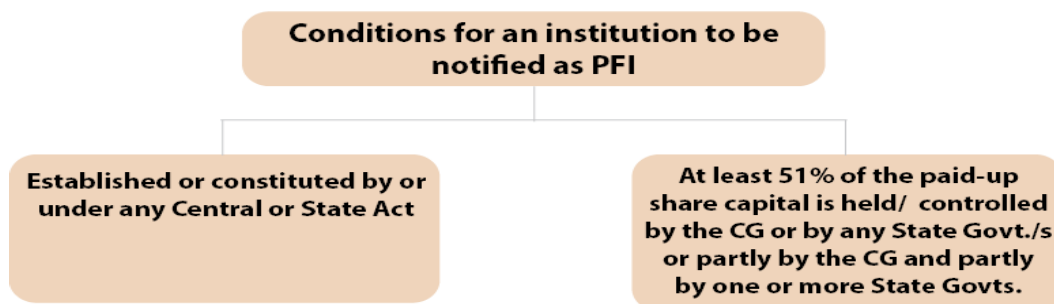 Conditions for an institution to be
notified as PFI
Established or constituted by or
under any Central or State Act
At least 51% of the paid-up
share capital is held/ controlled
by the CG or by any State Govt./s
or partly by the CG and partly
by one or more State Govts.